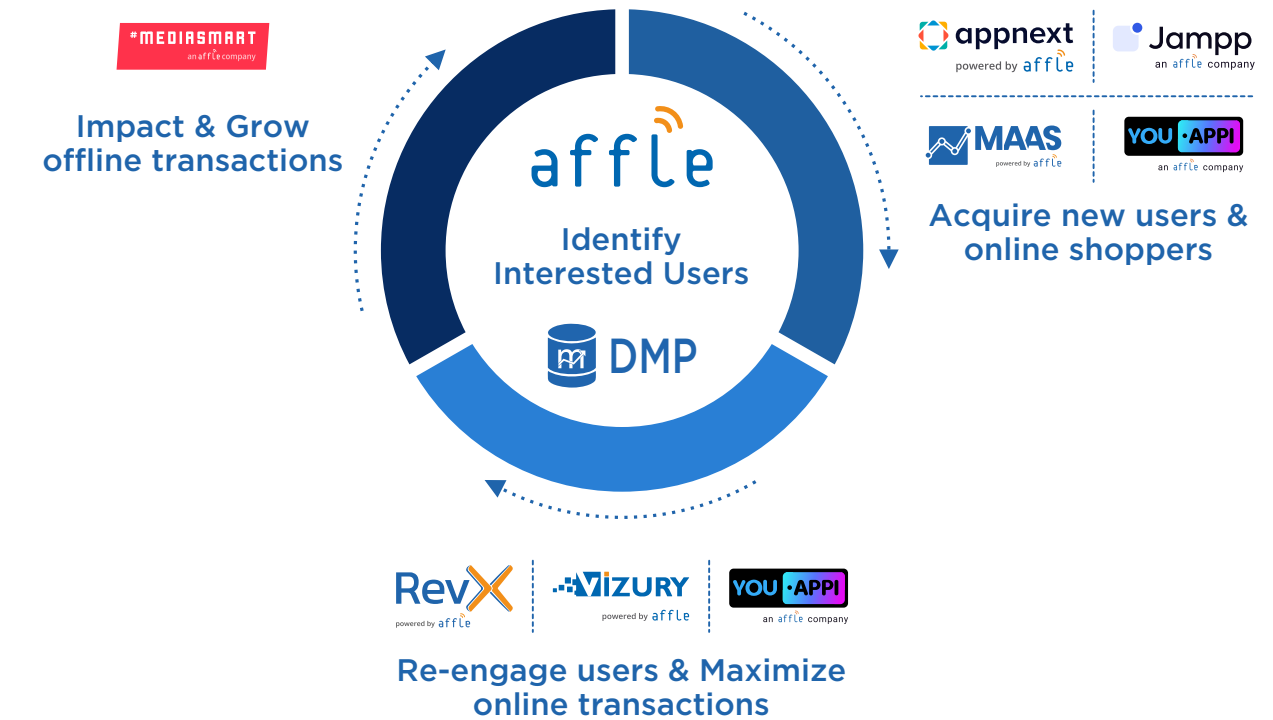 #MEDIASMART
an affle company
Impact & Grow
offline transactions
affle
Identify
Interested Users
m DMP
appnext
powered by affle
Jampp
an affle company
MAAS
powered by affle
YOU•APPI
an affle company
Acquire new users &
online shoppers
RevX
powered by affle
VIZURY
powered by affle
YOU•APPI
an affle company
Re-engage users & Maximize
online transactions